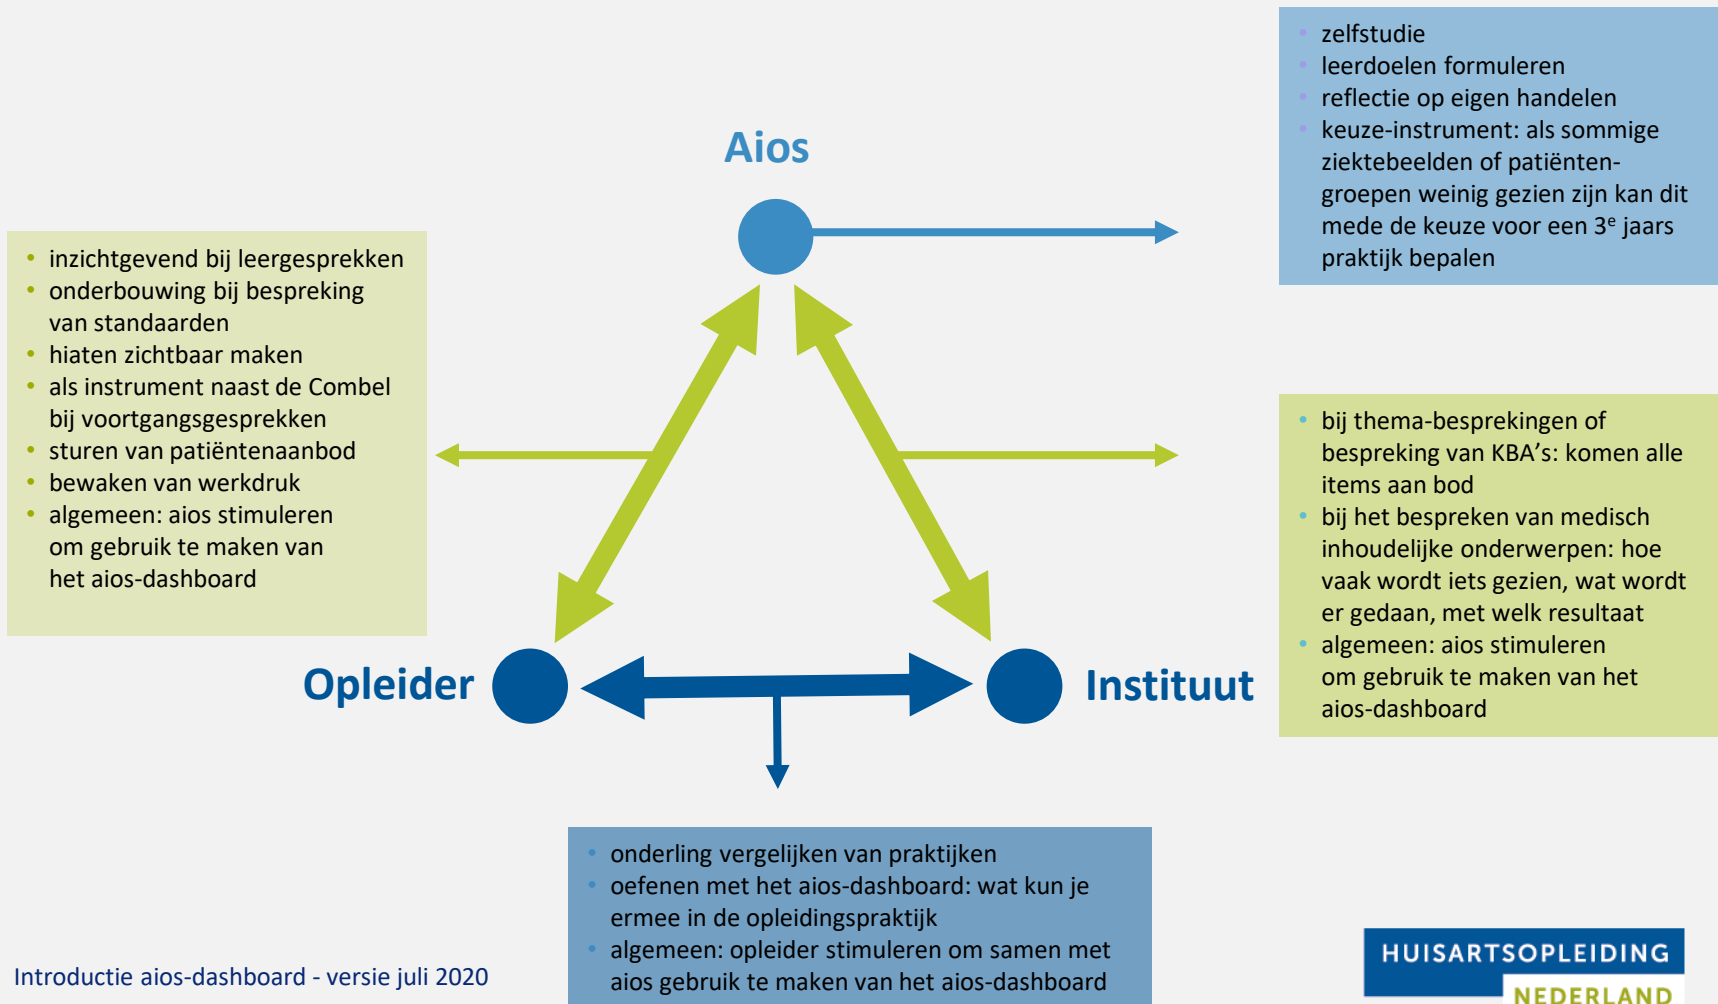 zelfstudie
leerdoelen formuleren
reflectie op eigen handelen
keuze-instrument: als sommige
ziektebeelden of patiënten-
groepen weinig gezien zijn kan dit
mede de keuze voor een 3e jaars
praktijk bepalen
Aios
inzichtgevend bij leergesprekken
onderbouwing bij bespreking
van standaarden
hiaten zichtbaar maken
als instrument naast de Combel
bij voortgangsgesprekken
sturen van patiëntenaanbod
bewaken van werkdruk
algemeen: aios stimuleren
om gebruik te maken van
het aios-dashboard
bij thema-besprekingen of
bespreking van KBA’s: komen alle
items aan bod
bij het bespreken van medisch
inhoudelijke onderwerpen: hoe
vaak wordt iets gezien, wat wordt
er gedaan, met welk resultaat
algemeen: aios stimuleren
om gebruik te maken van het
aios-dashboard
Opleider
Instituut
onderling vergelijken van praktijken
oefenen met het aios-dashboard: wat kun je
ermee in de opleidingspraktijk
algemeen: opleider stimuleren om samen met
aios gebruik te maken van het aios-dashboard
Introductie aios-dashboard - versie juli 2020
HUISARTSOPLEIDING
NEDERLAND